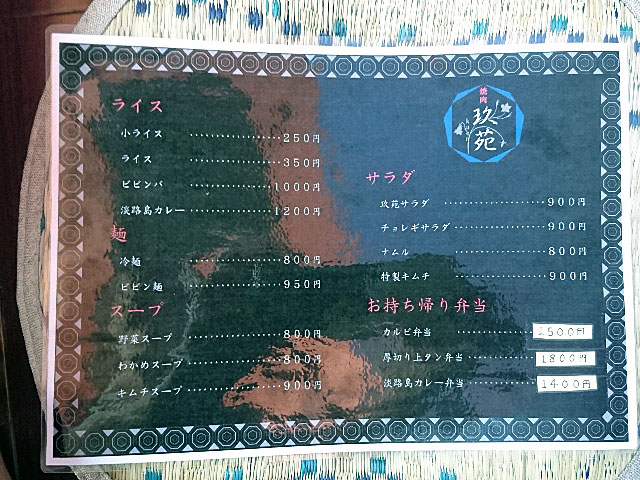 ライス
小ライス 250円
ライス 350円
ビビンバ 1000円
淡路島カレー 1200円
麺
冷麺 800円
ビビン麺 950円
スープ
野菜スープ 800円
わかめスープ 800円
キムチスープ 900円
焼肉
玖苑
サラダ
玖苑サラダ 900円
チョレギサラダ 900円
ナムル 800円
特製キムチ 900円
お持ち帰り弁当
カルビ弁当 1500円
厚切り上タン弁当 1800円
淡路島カレー弁当 1400円